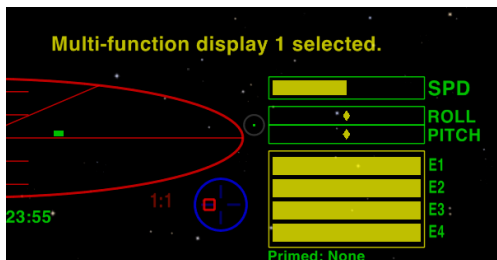 Multi-function display 1 selected.
SPD
ROLL
PITCH
E1
E2
E3 :
E4
1:1
23:55
Primed: None